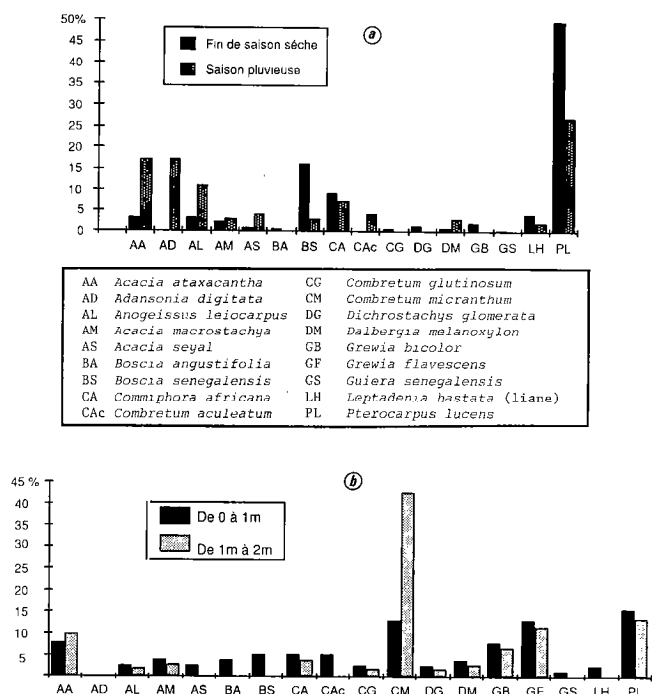 50%
45
40
35
30
25
20
15
10
5
0
Fin de saison sèche
Saison pluvieuse
a
AA AD AL AM AS BA BS CA CAc CG DG DM GB GS LH PL
AA Acacia ataxacantha CG Combretum glutinosum
AD Adansonia digitata CM Combretum micranthum
AL Anogeissus leiocarpus DG Dichrostachys glomerata
AM Acacia macrostachya DM Dalbergia melanoxylon
AS Acacia seyal GB Grewia bicolor
BA Boscia angustifolia GF Grewia flavescens
BS Boscia senegalensis GS Guiera senegalensis
CA Commiphora africana LH Leptadenia hastata (liane)
CAc Combretum aculeatum PL Pterocarpus lucens
45 %
40
35
30
25
20
15
10
5
De 0 à 1m
De 1m à 2m
b
AA AD AL AM AS BA BS CA CAc CG CM DG DM GB GF GS LH PL